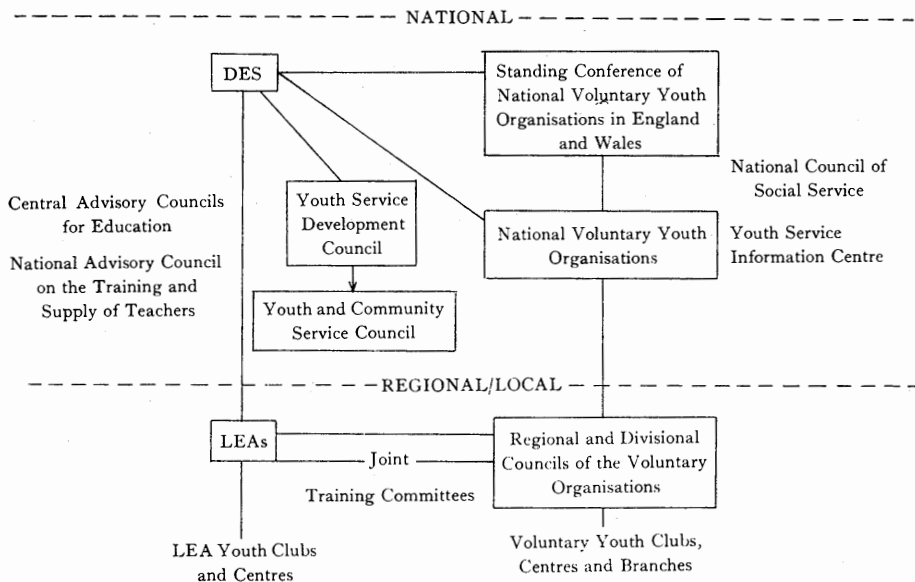 NATIONAL
DES
Standing Conference of
National Voluntary Youth
Organisations in England
and Wales
National Council of
Social Service
Central Advisory Councils
for Education
National Advisory Council
on the Training and
Supply of Teachers
Youth Service
Development
Council
National Voluntary Youth
Organisations
Youth Service
Information Centre
Youth and Community
Service Council
REGIONAL/LOCAL
LEAs
Joint
Training Committees
Regional and Divisional
Councils of the Voluntary
Organisations
LEA Youth Clubs
and Centres
Voluntary Youth Clubs,
Centres and Branches